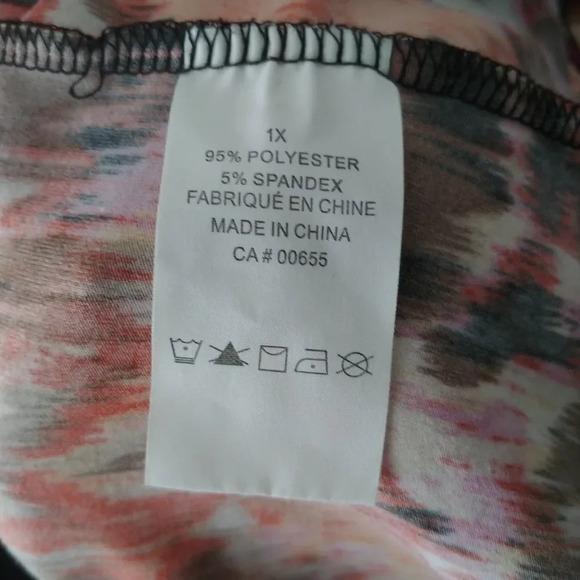 1X
95% POLYESTER
5% SPANDEX
FABRIQUÉ EN CHINE
MADE IN CHINA
CA # 00655